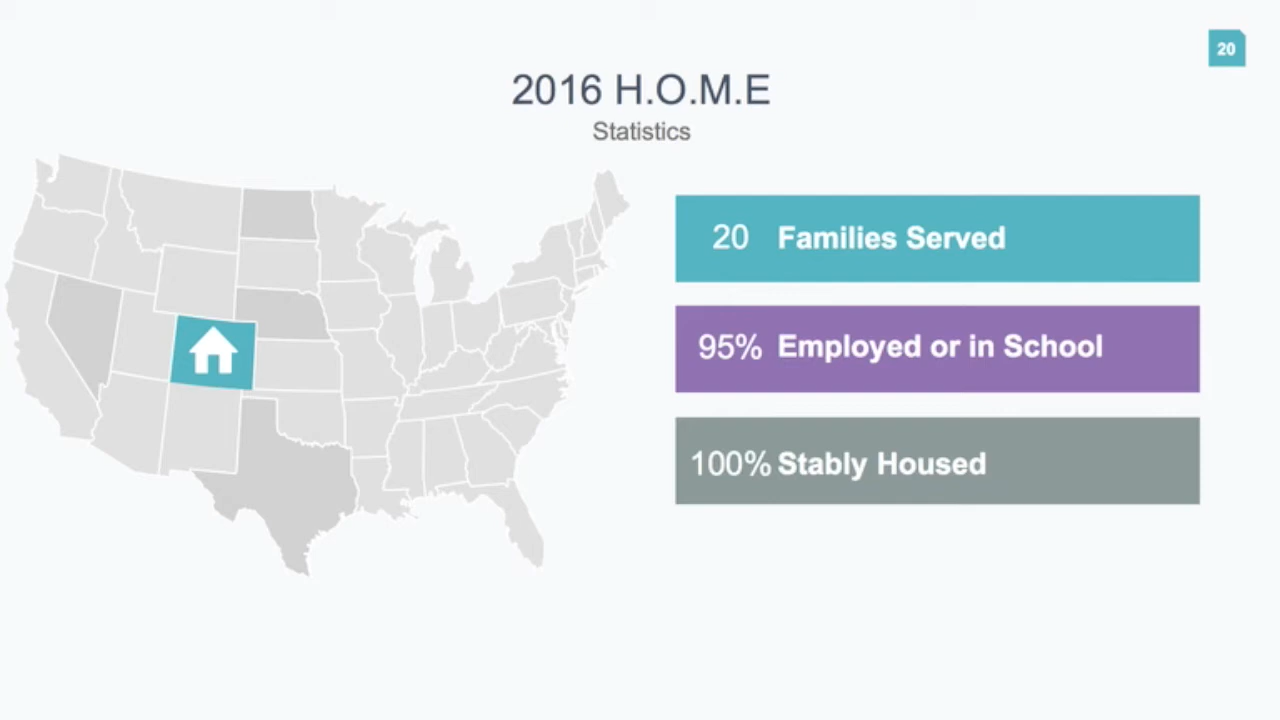 20
2016 H.O.M.E
Statistics
20 Families Served
95% Employed or in School
100% Stably Housed